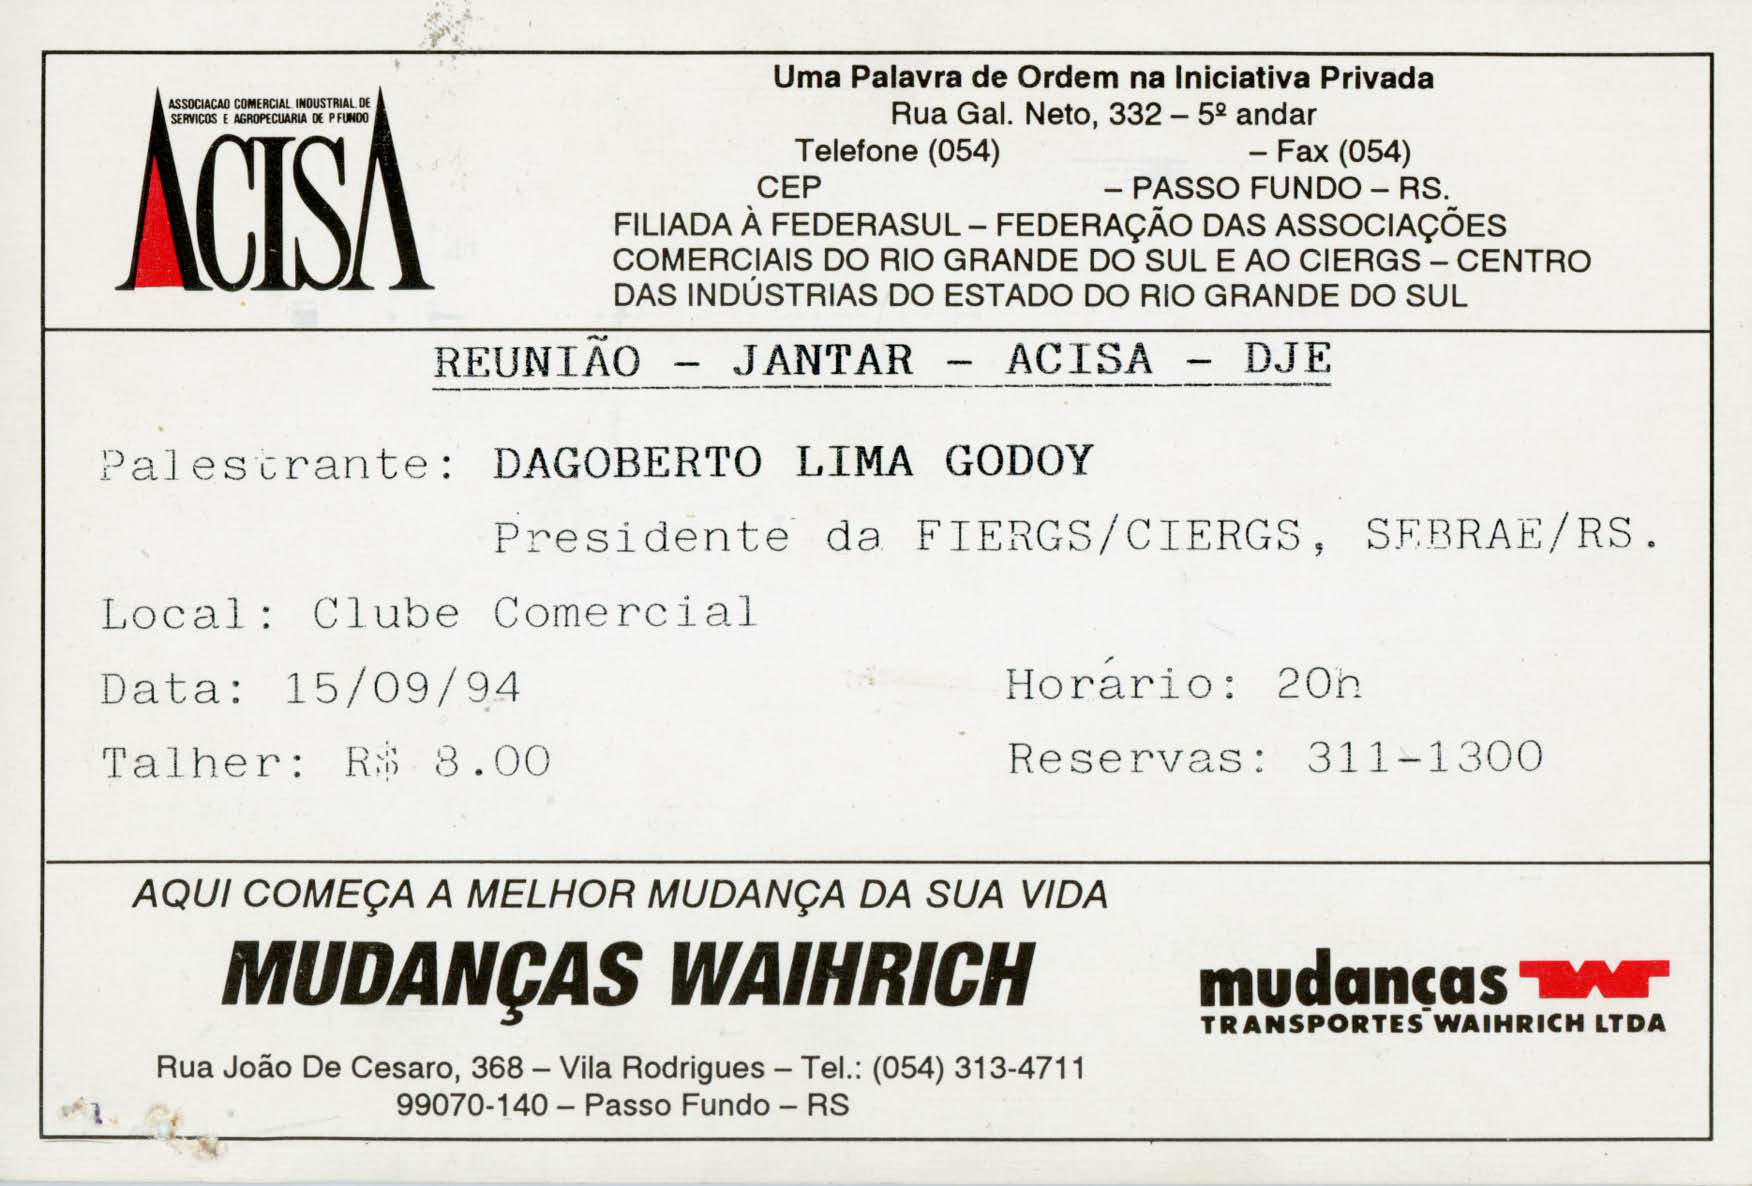 ASSOCIACAO COMERCIAL INDUSTRIAL DE
SERVICOS E AGROPECUARIA DE P FUNDO
ACISA
Uma Palavra de Ordem na Iniciativa Privada
Rua Gal. Neto, 332 – 5º andar
Telefone (054) – Fax (054)
CEP – PASSO FUNDO – RS.
FILIADA À FEDERASUL – FEDERAÇÃO DAS ASSOCIAÇÕES
COMERCIAIS DO RIO GRANDE DO SUL E AO CIERGS – CENTRO
DAS INDÚSTRIAS DO ESTADO DO RIO GRANDE DO SUL
REUNIÃO - JANTAR - ACISA - DJE
Palestrante: DAGOBERTO LIMA GODOY
Presidente da FIERGS/CIERGS, SEBRAE/RS.
Local: Clube Comercial
Data: 15/09/94 Horário: 20h
Talher: R$ 8.00 Reservas: 311-1300
AQUI COMEÇA A MELHOR MUDANÇA DA SUA VIDA
MUDANÇAS WAIHRICH
Rua João De Cesaro, 368 – Vila Rodrigues – Tel.: (054) 313-4711
99070-140 – Passo Fundo – RS
mudanças
TRANSPORTES WAIHRICH LTDA